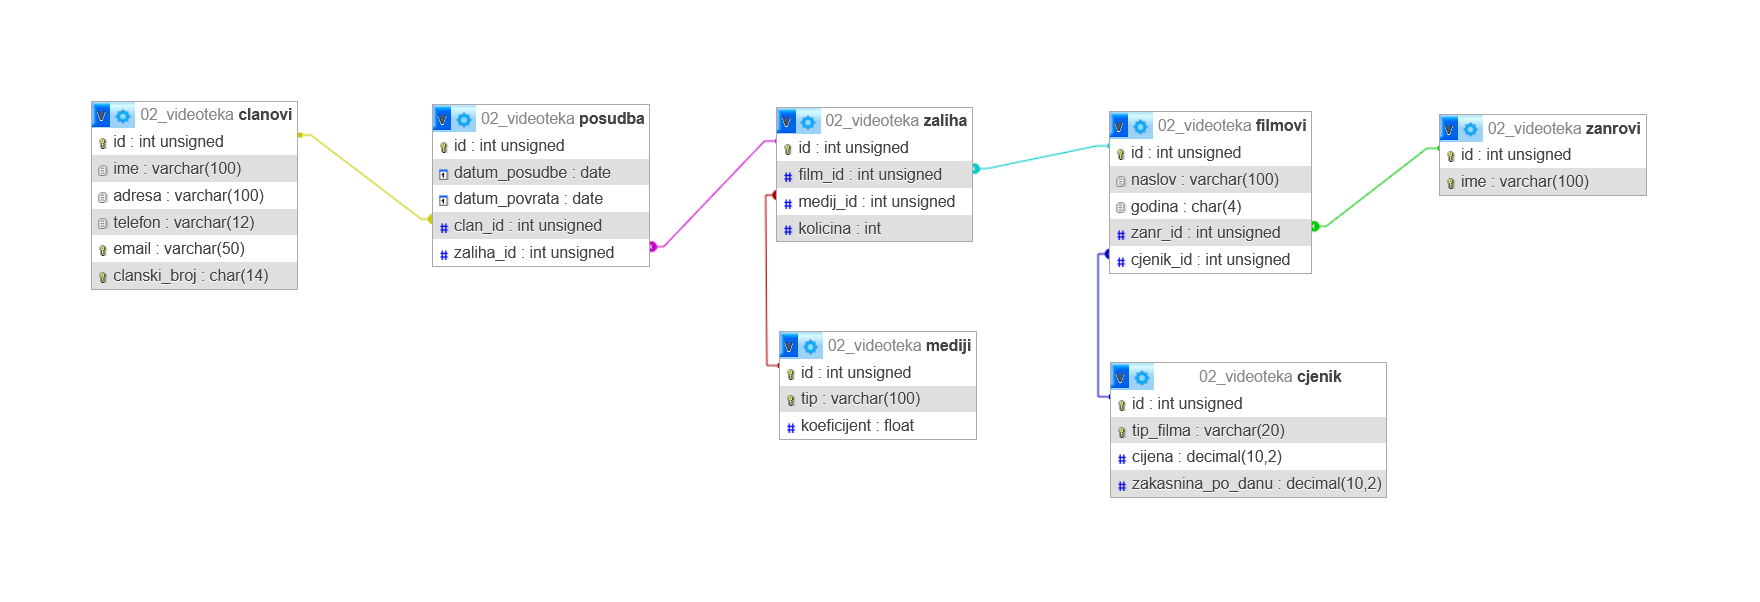 02_videoteka clanovi
id : int unsigned
ime : varchar(100)
adresa : varchar(100)
telefon : varchar(12)
email : varchar(50)
clanski_broj : char(14)
02_videoteka posudba
id : int unsigned
datum_posudbe : date
datum_povrata : date
clan_id : int unsigned
zaliha_id : int unsigned
02_videoteka zaliha
id : int unsigned
film_id : int unsigned
medij_id : int unsigned
kolicina : int
02_videoteka mediji
id : int unsigned
tip : varchar(100)
koeficijent : float
02_videoteka filmovi
id : int unsigned
naslov : varchar(100)
godina : char(4)
zanr_id : int unsigned
cjenik_id : int unsigned
02_videoteka cjenik
id : int unsigned
tip_filma : varchar(20)
cijena : decimal(10,2)
zakasnina_po_danu : decimal(10,2)
02_videoteka zanrovi
id : int unsigned
ime : varchar(100)